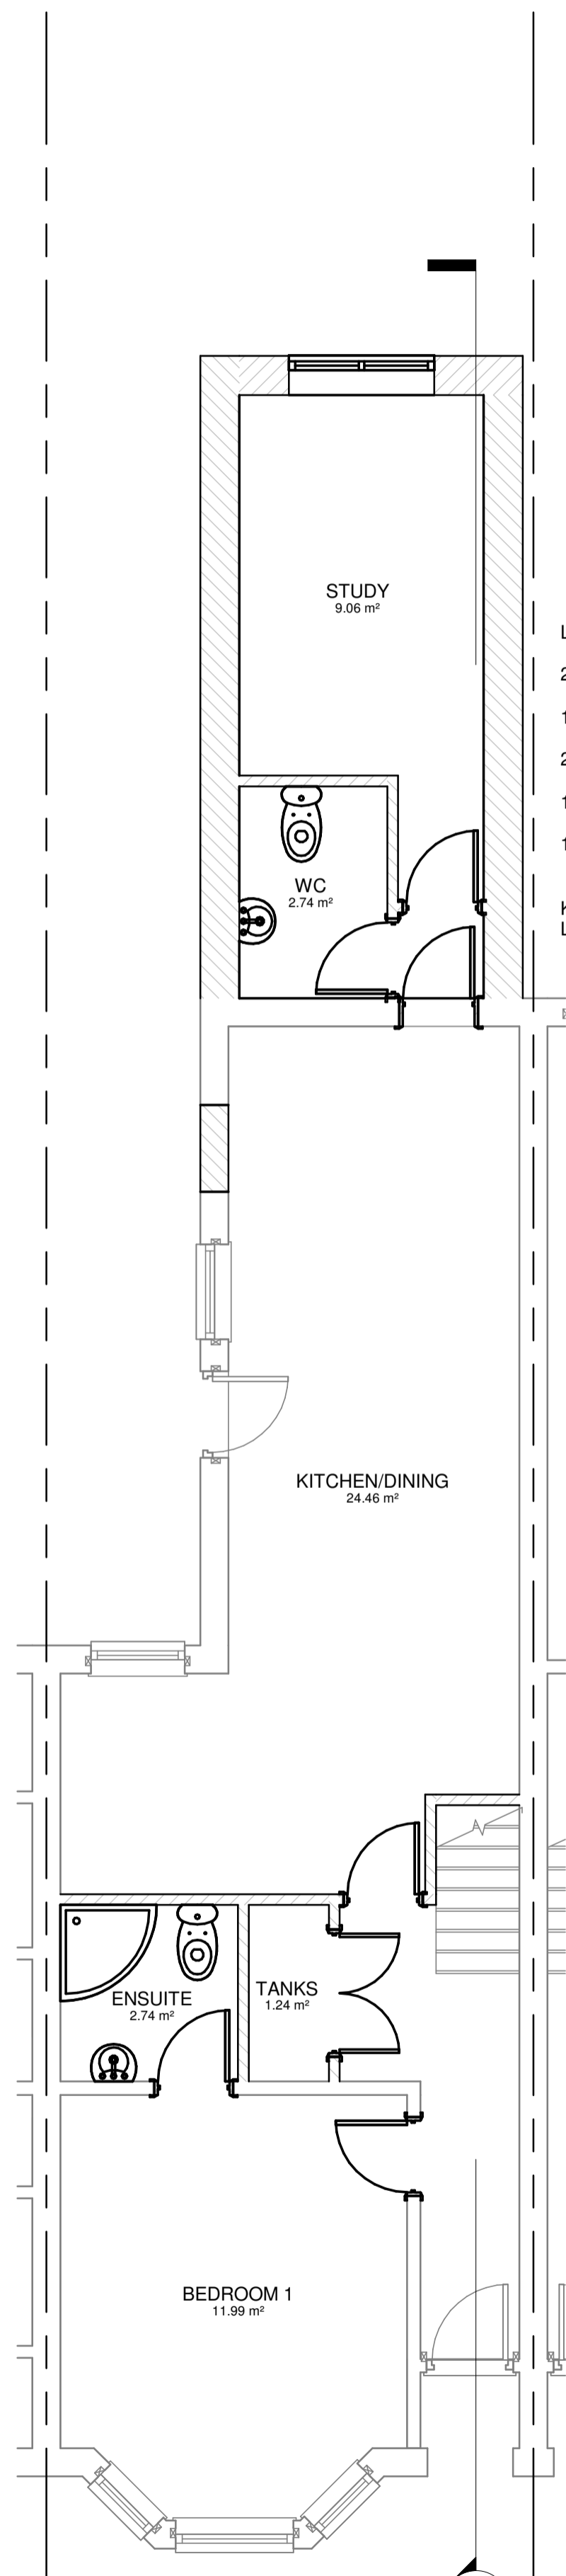 STUDY
9.06 m²
WC
2.74 m²
KITCHEN/DINING
24.46 m²
ENSUITE
2.74 m²
TANKS
1.24 m²
BEDROOM 1
11.99 m²